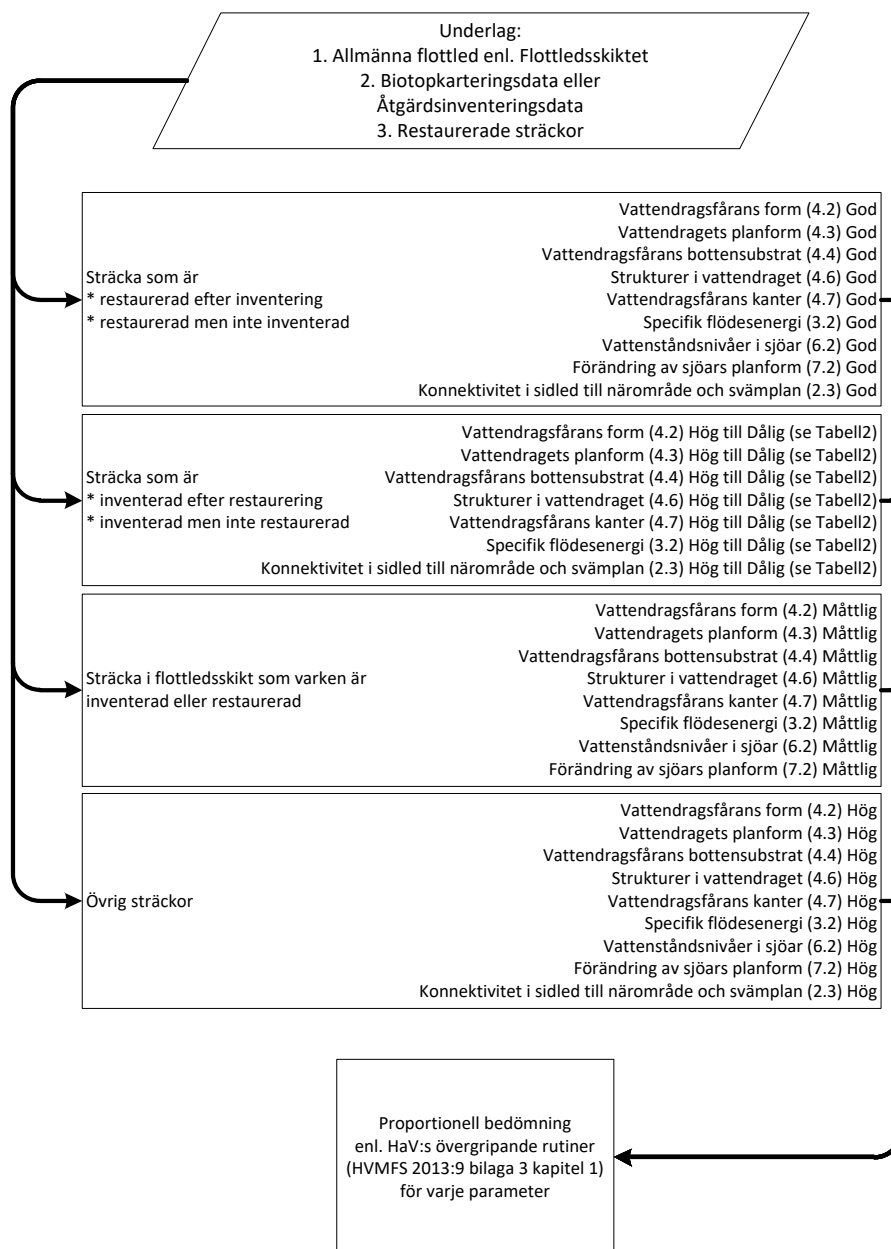 Underlag:
1. Allmänna flottled enl. Flottledsskiktet
2. Biotopkarteringsdata eller
Åtgärdsinventeringsdata
3. Restaurerade sträckor
Sträcka som är
* restaurerad efter inventering
* restaurerad men inte inventerad
Vattendragsfårans form (4.2) God
Vattendragets planform (4.3) God
Vattendragsfårans bottensubstrat (4.4) God
Strukturer i vattendraget (4.6) God
Vattendragsfårans kanter (4.7) God
Specifik flödesenergi (3.2) God
Vattenståndsnivåer i sjöar (6.2) God
Förändring av sjöars planform (7.2) God
Konnektivitet i sidled till närområde och svämplan (2.3) God
Sträcka som är
* inventerad efter restaurering
* inventerad men inte restaurerad
Vattendragsfårans form (4.2) Hög till Dålig (se Tabell2)
Vattendragets planform (4.3) Hög till Dålig (se Tabell2)
Vattendragsfårans bottensubstrat (4.4) Hög till Dålig (se Tabell2)
Strukturer i vattendraget (4.6) Hög till Dålig (se Tabell2)
Vattendragsfårans kanter (4.7) Hög till Dålig (se Tabell2)
Specifik flödesenergi (3.2) Hög till Dålig (se Tabell2)
Konnektivitet i sidled till närområde och svämplan (2.3) Hög till Dålig (se Tabell2)
Sträcka i flottledsskikt som varken är
inventerad eller restaurerad
Vattendragsfårans form (4.2) Måttlig
Vattendragets planform (4.3) Måttlig
Vattendragsfårans bottensubstrat (4.4) Måttlig
Strukturer i vattendraget (4.6) Måttlig
Vattendragsfårans kanter (4.7) Måttlig
Specifik flödesenergi (3.2) Måttlig
Vattenståndsnivåer i sjöar (6.2) Måttlig
Förändring av sjöars planform (7.2) Måttlig
Övrig sträckor
Vattendragsfårans form (4.2) Hög
Vattendragets planform (4.3) Hög
Vattendragsfårans bottensubstrat (4.4) Hög
Strukturer i vattendraget (4.6) Hög
Vattendragsfårans kanter (4.7) Hög
Specifik flödesenergi (3.2) Hög
Vattenståndsnivåer i sjöar (6.2) Hög
Förändring av sjöars planform (7.2) Hög
Konnektivitet i sidled till närområde och svämplan (2.3) Hög
Proportionell bedömning
enl. HaV:s övergripande rutiner
(HVMFS 2013:9 bilaga 3 kapitel 1)
för varje parameter